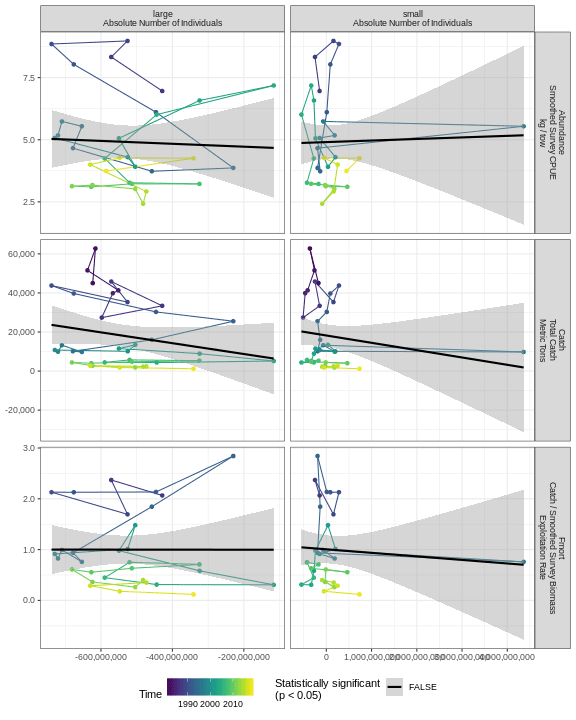 large
Absolute Number of Individuals
small
Absolute Number of Individuals
7.5
5.0
2.5
Abundance
Smoothed Survey CPUE
kg / tow
60,000
40,000
20,000
0
-20,000
Catch
Total Catch
Metric Tons
3.0
2.0
1.0
0.0
Fmort
Catch / Smoothed Survey Biomass
Exploitation Rate
-600,000,000
-400,000,000
-200,000,000
0
1,000,000,000
2,000,000,000
3,000,000,000
4,000,000,000
Time
1990 2000 2010
Statistically significant
(p < 0.05)
FALSE